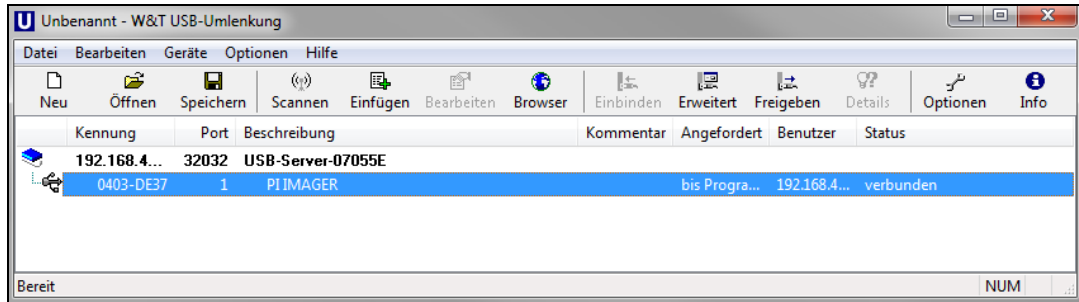 Unbenannt - W&T USB-Umlenkung
Datei Bearbeiten Geräte Optionen Hilfe
Neu Öffnen Speichern Scannen Einfügen Bearbeiten Browser Einbinden Erweitert Freigeben Details Optionen Info
Kennung Port Beschreibung Kommentar Angefordert Benutzer Status
192.168.4... 32032 USB-Server-07055E
0403-DE37 1 PI IMAGER bis Progra... 192.168.4... verbunden
Bereit NUM